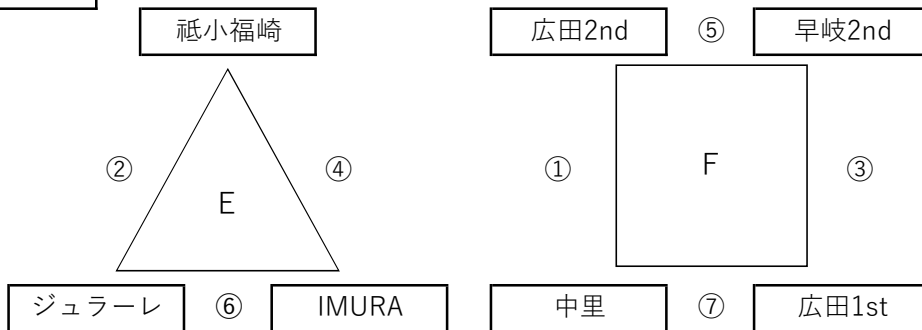 祗小福崎
広田2nd ⑤ 早岐2nd
② ④ ① F ③
E
ジュラーレ ⑥ IMURA 中里 ⑦ 広田1st